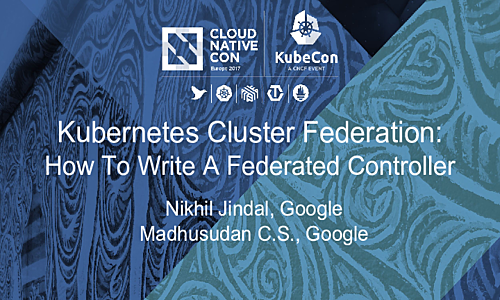 CLOUD
NATIVE
CON
Europe 2017
KubeCon
A CNCF EVENT
Kubernetes Cluster Federation:
How To Write A Federated Controller
Nikhil Jindal, Google
Madhusudan C.S., Google